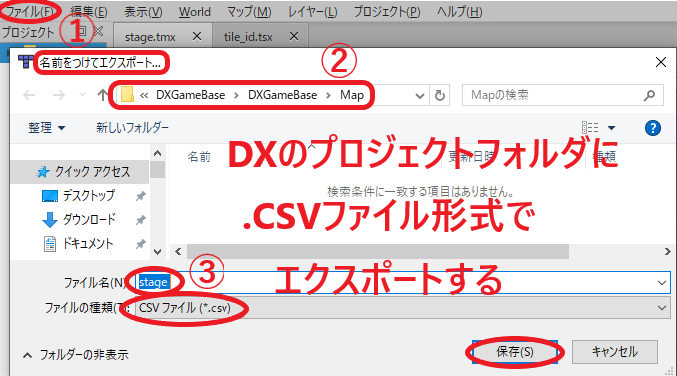 ファイル(F) 編集(E) 表示(V) World マップ(M) レイヤー(L) プロジェクト(P) ヘルプ(H)
①
プロジェクト
stage.tmx × tile_id.tsx ×
名前をつけてエクスポート...
②
« DXGameBase › DXGameBase › Map
Mapの検索
整理 新しいフォルダー
クイック アクセス
デスクトップ
ダウンロード
ドキュメント
名前 更新日時 種類
検索条件に一致する項目はありません。
DXのプロジェクトフォルダに
.CSVファイル形式で
エクスポートする
③
ファイル名(N): stage
ファイルの種類(T): CSV ファイル (*.csv)
フォルダーの非表示
保存(S) キャンセル